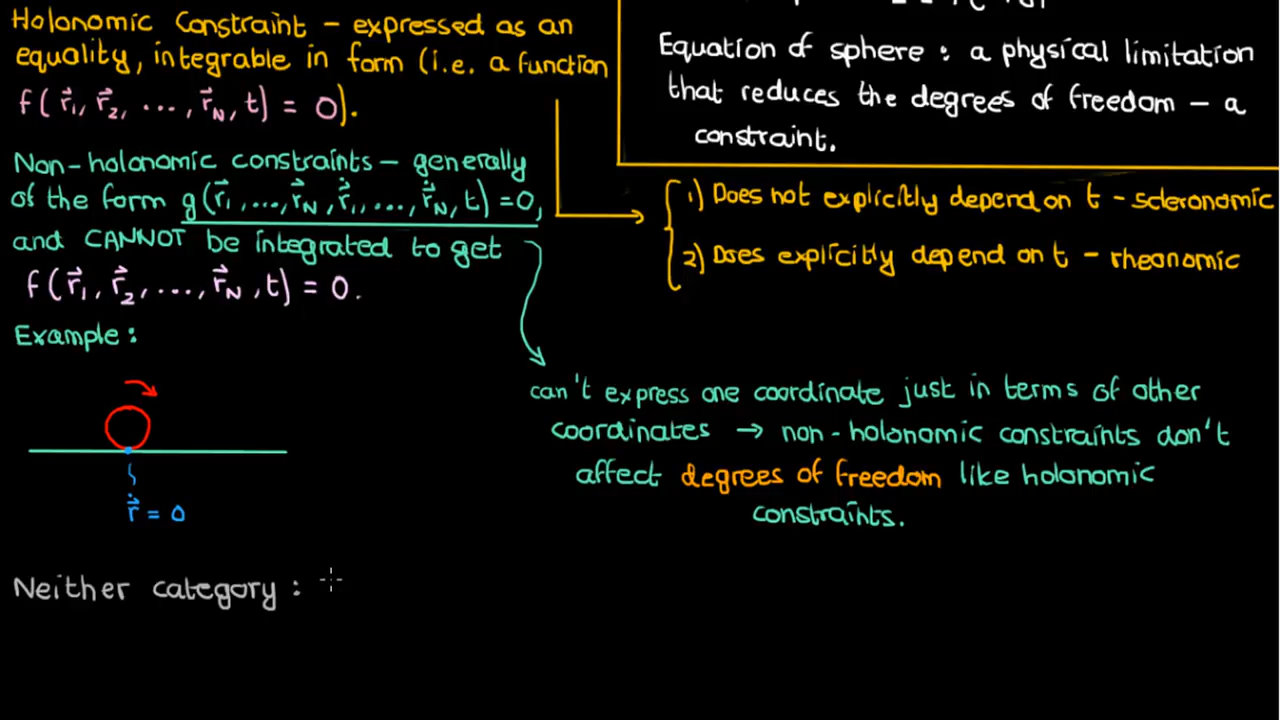 Holonomic Constraint - expressed as an
equality, integrable in form (i.e. a function
f(r⃗₁, r⃗₂, ..., r⃗_N, t) = 0).
Non-holonomic constraints - generally
of the form g(r⃗₁, ..., r⃗_N, ṙ⃗₁, ..., ṙ⃗_N, t) = 0,
and CANNOT be integrated to get
f(r⃗₁, r⃗₂, ..., r⃗_N, t) = 0.
Example:
ṙ⃗ = 0
Neither category:
Equation of sphere: a physical limitation
that reduces the degrees of freedom - a
constraint.
1) Does not explicitly depend on t - scleronomic
2) Does explicitly depend on t - rheonomic
can't express one coordinate just in terms of other
coordinates → non-holonomic constraints don't
affect degrees of freedom like holonomic
constraints.